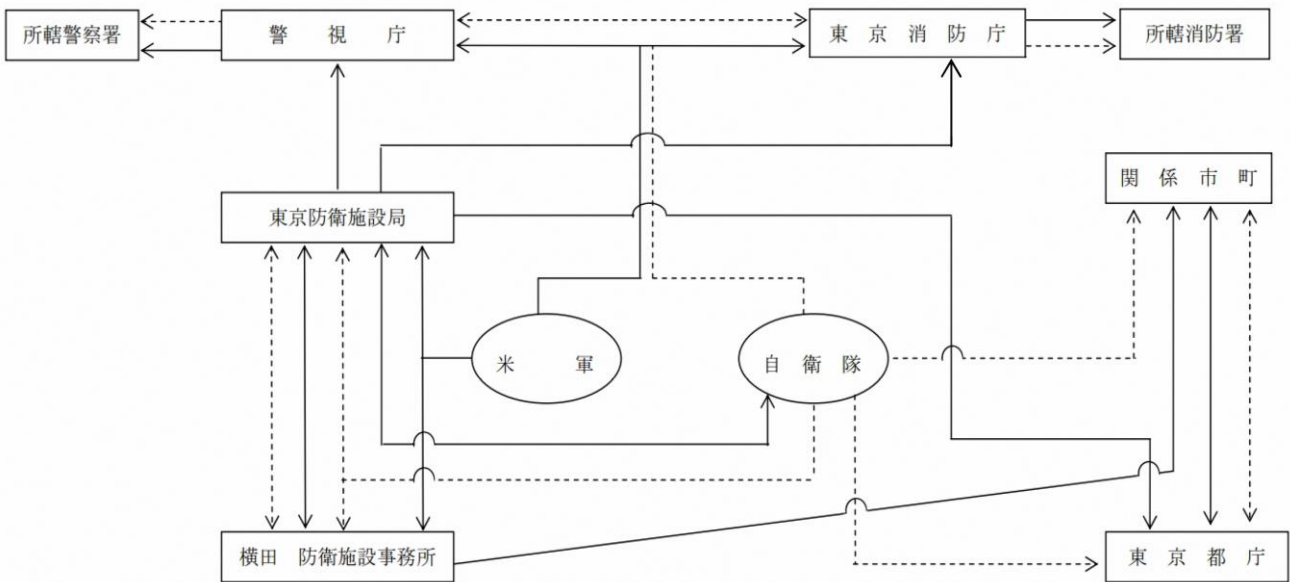 所轄警察署
警視庁
東京消防庁
所轄消防署
関係市町
東京防衛施設局
米軍
自衛隊
横田 防衛施設事務所
東京都庁